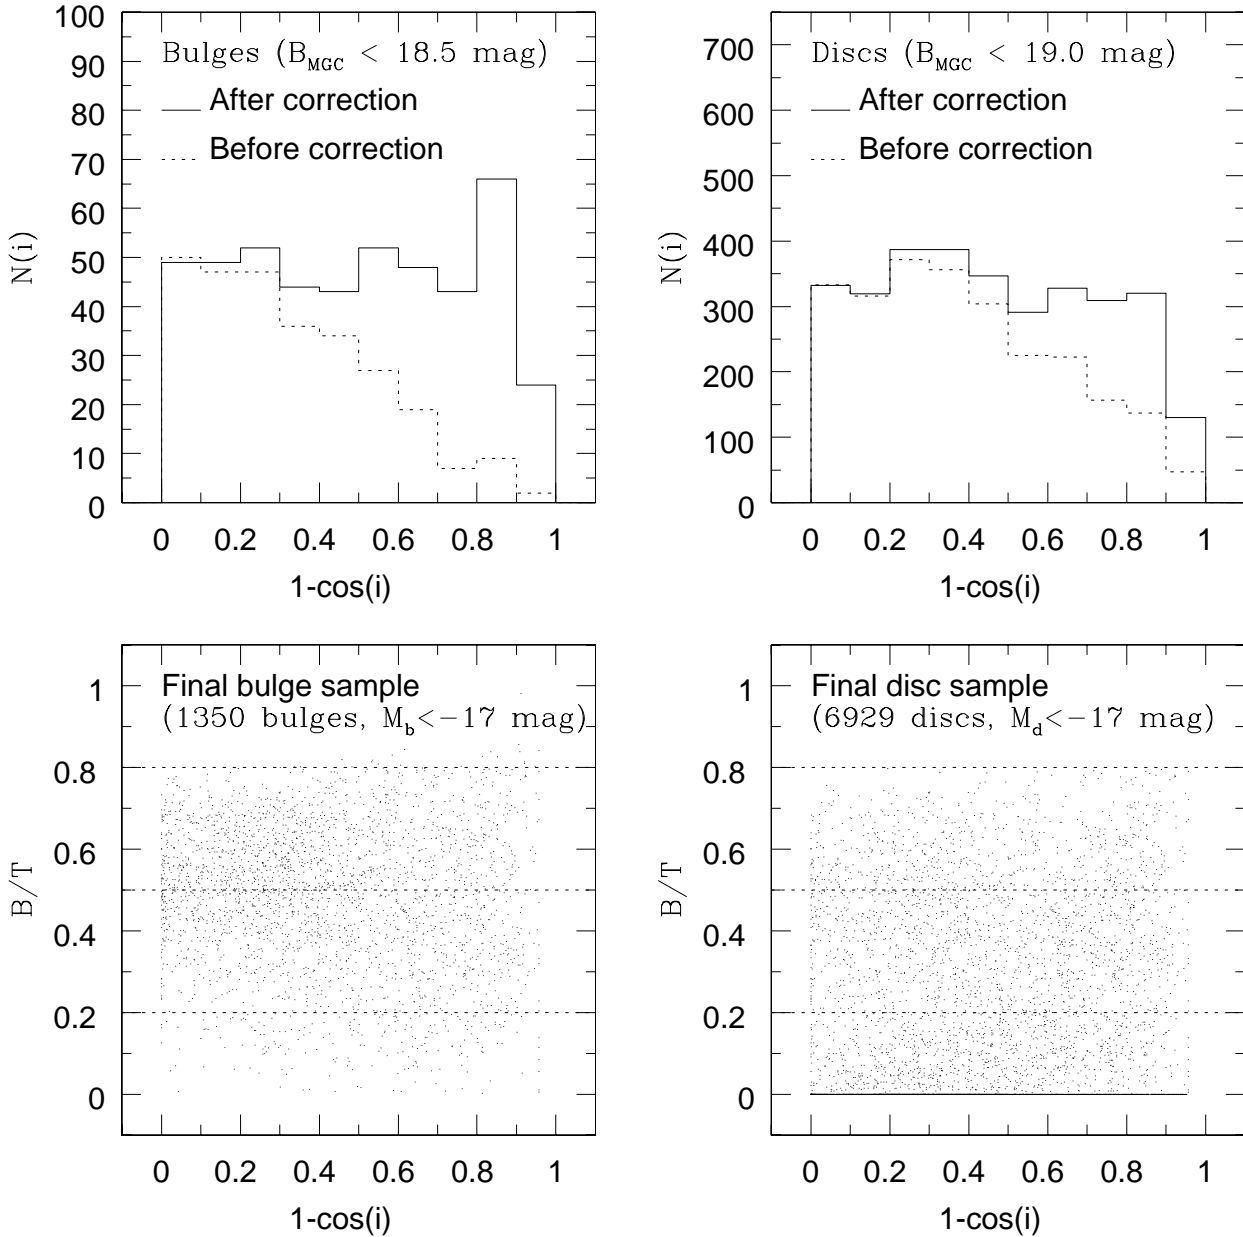 100
90
80
70
60
50
40
30
20
10
0
N(i)
Bulges (B_MGC < 18.5 mag)
After correction
Before correction
0 0.2 0.4 0.6 0.8 1
1-cos(i)
700
600
500
400
300
200
100
0
N(i)
Discs (B_MGC < 19.0 mag)
After correction
Before correction
0 0.2 0.4 0.6 0.8 1
1-cos(i)
1
0.8
0.6
0.4
0.2
0
B/T
Final bulge sample
(1350 bulges, M_b<-17 mag)
0 0.2 0.4 0.6 0.8 1
1-cos(i)
1
0.8
0.6
0.4
0.2
0
B/T
Final disc sample
(6929 discs, M_d<-17 mag)
0 0.2 0.4 0.6 0.8 1
1-cos(i)